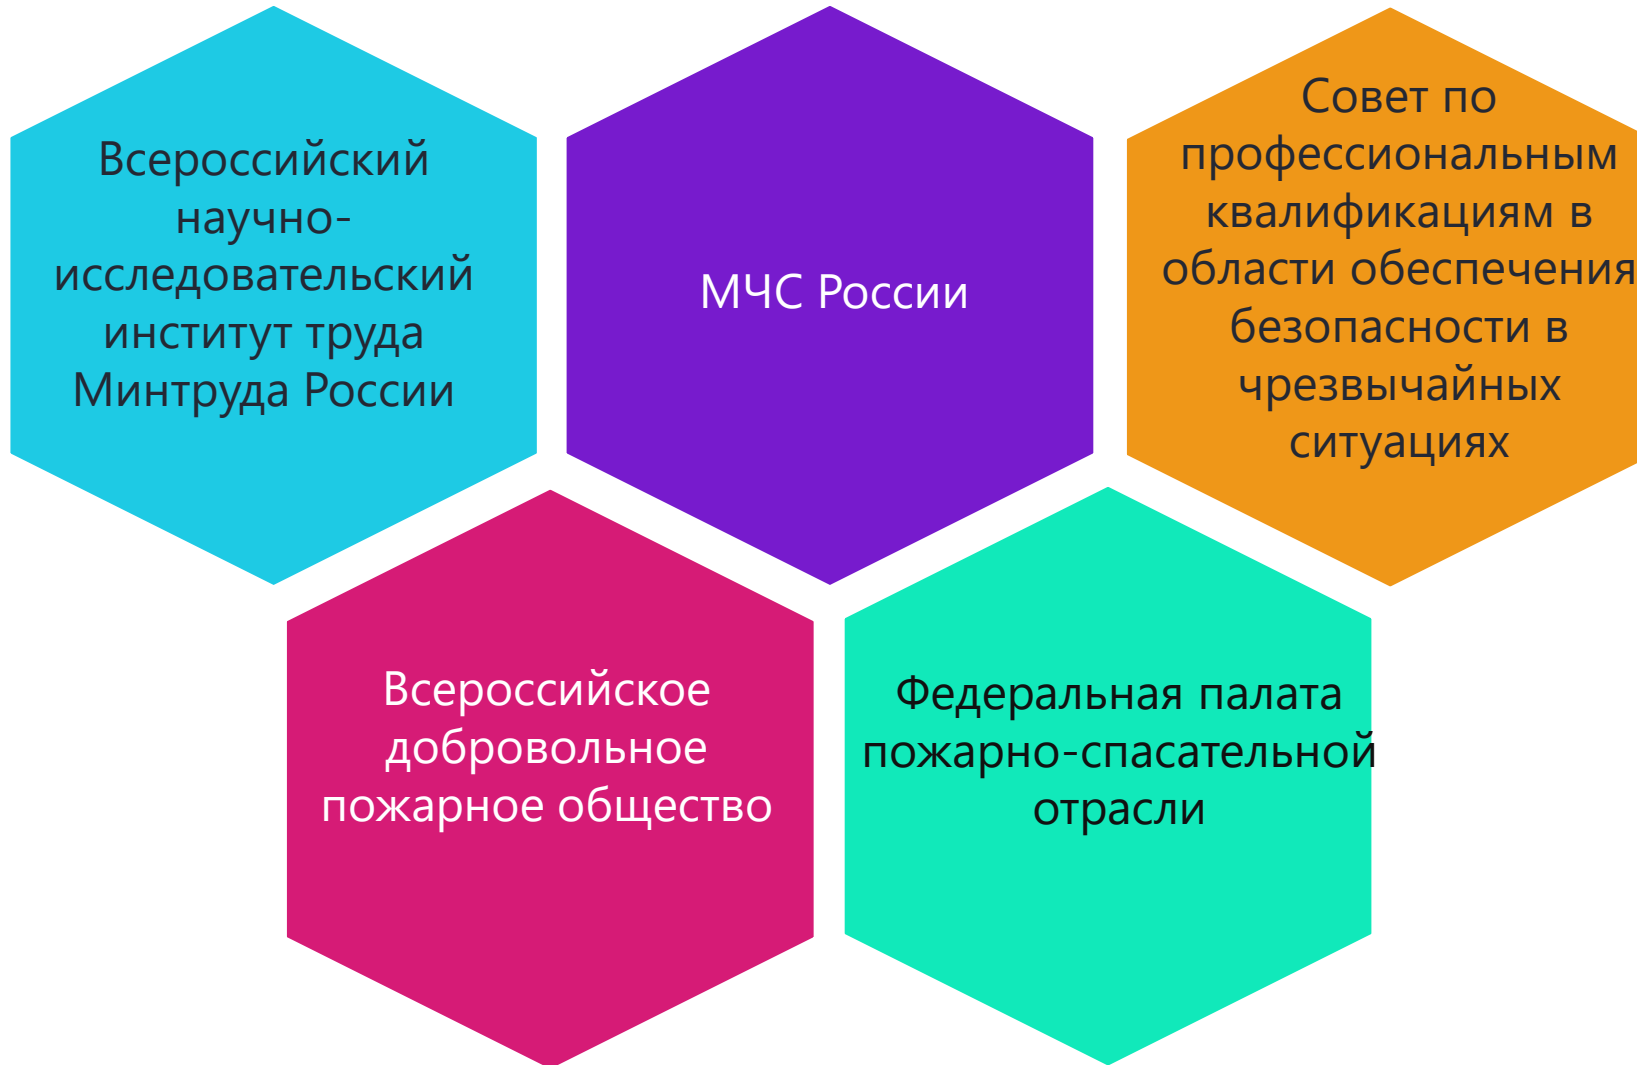 Всероссийский
научно-
исследовательский
институт труда
Минтруда России
МЧС России
Совет по
профессиональным
квалификациям в
области обеспечения
безопасности в
чрезвычайных
ситуациях
Всероссийское
добровольное
пожарное общество
Федеральная палата
пожарно-спасательной
отрасли